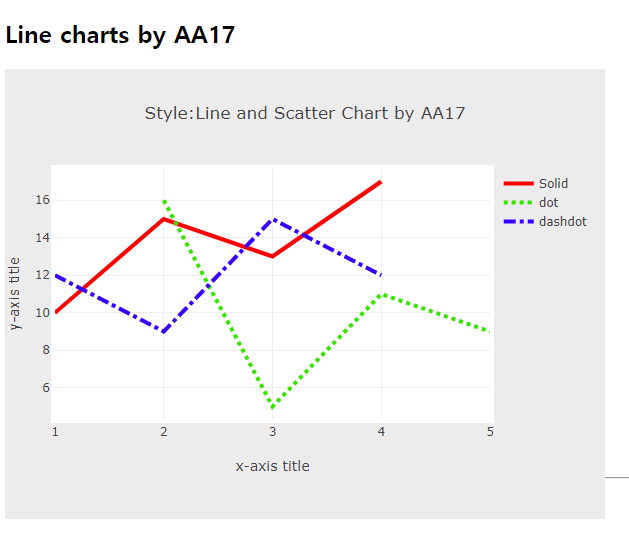 Line charts by AA17
Style:Line and Scatter Chart by AA17
Solid
dot
dashdot
y-axis title
16
14
12
10
8
6
1 2 3 4 5
x-axis title